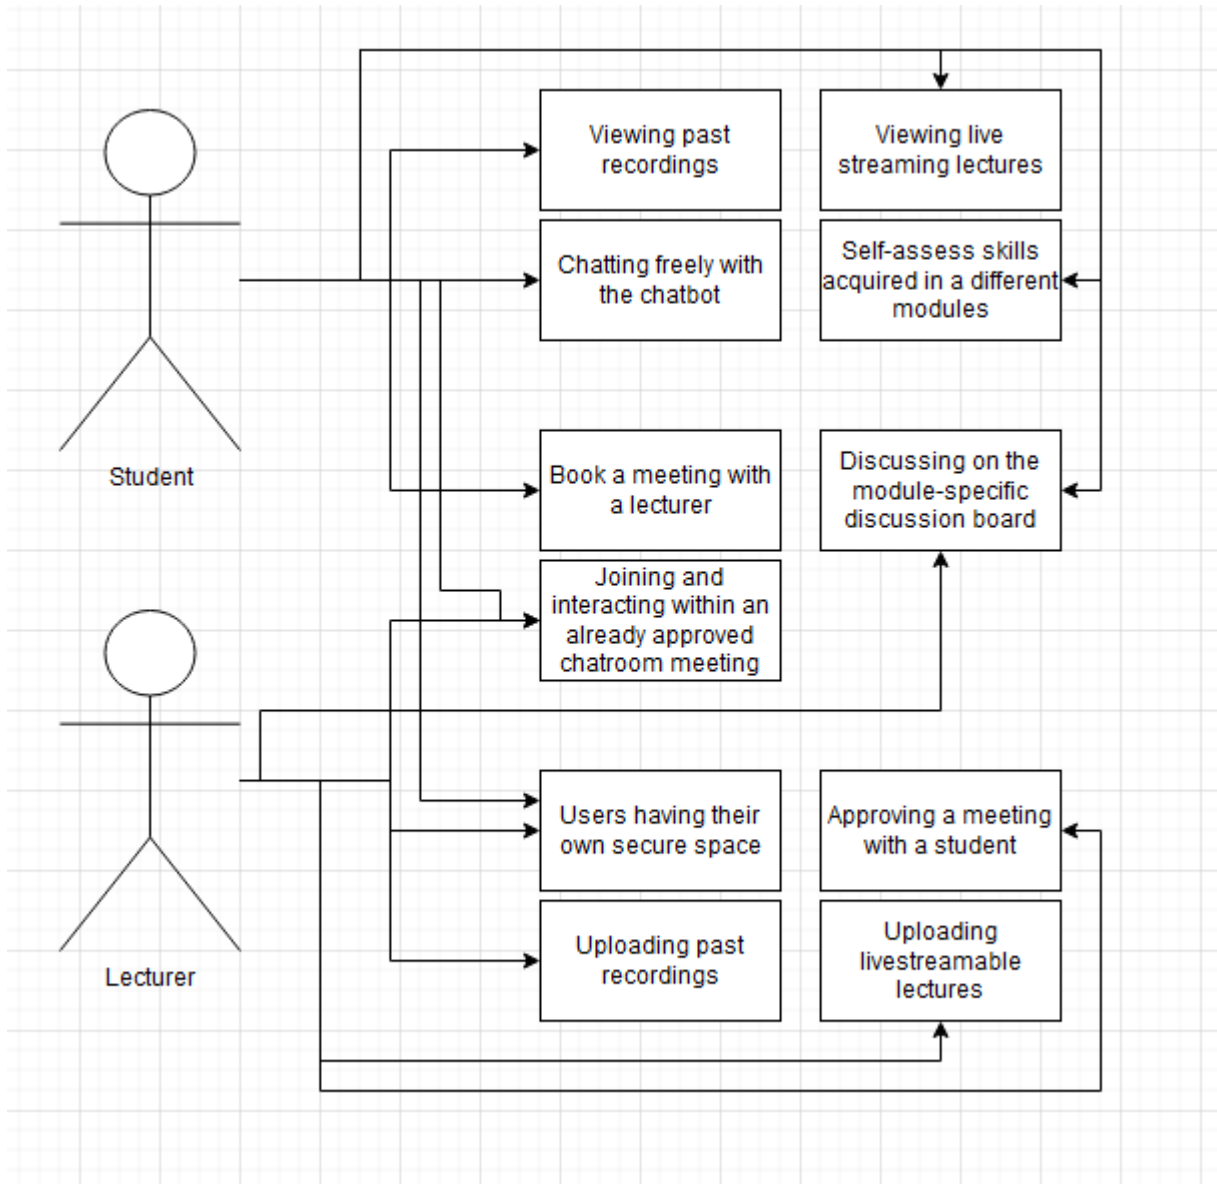 Viewing past
recordings
Viewing live
streaming lectures
Chatting freely with
the chatbot
Self-assess skills
acquired in a different
modules
Student
Book a meeting with
a lecturer
Discussing on the
module-specific
discussion board
Joining and
interacting within an
already approved
chatroom meeting
Users having their
own secure space
Approving a meeting
with a student
Lecturer
Uploading past
recordings
Uploading
livestreamable
lectures